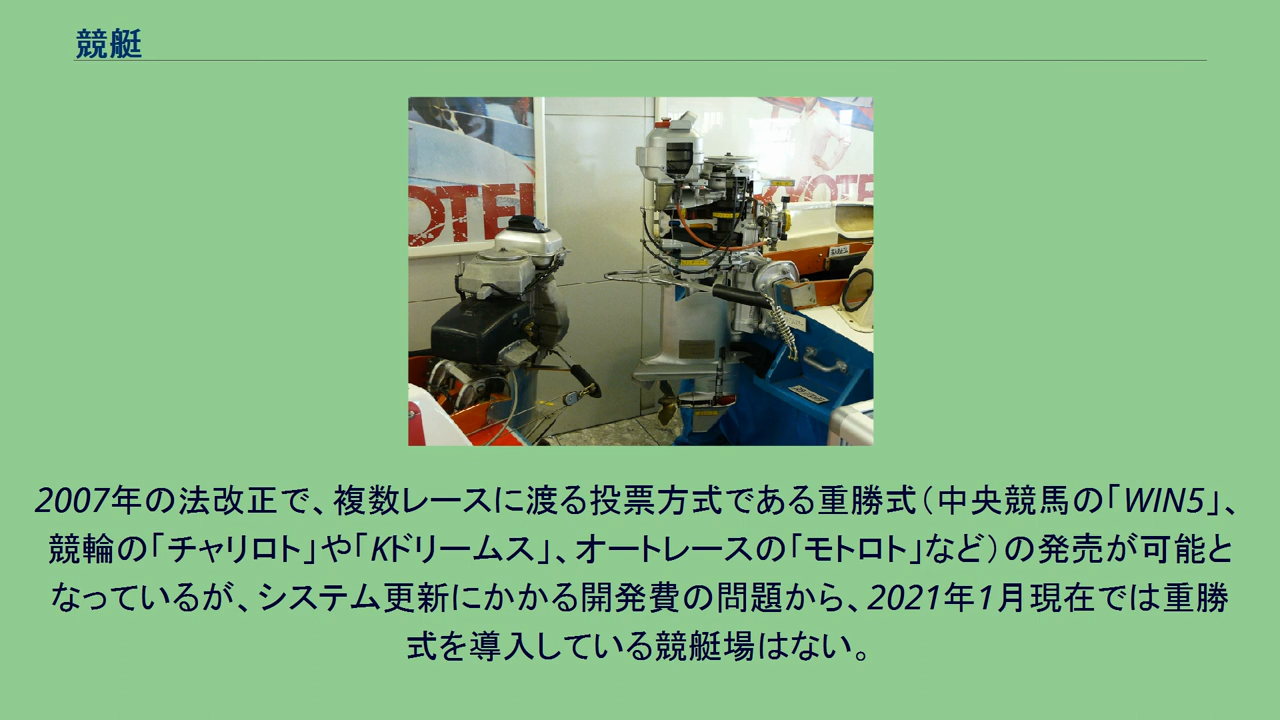 競艇
OTE
KYOTE
2007年の法改正で、複数レースに渡る投票方式である重勝式（中央競馬の「WIN5」、
競輪の「チャリロト」や「Kドリームス」、オートレースの「モトロト」など）の発売が可能と
なっているが、システム更新にかかる開発費の問題から、2021年1月現在では重勝
式を導入している競艇場はない。